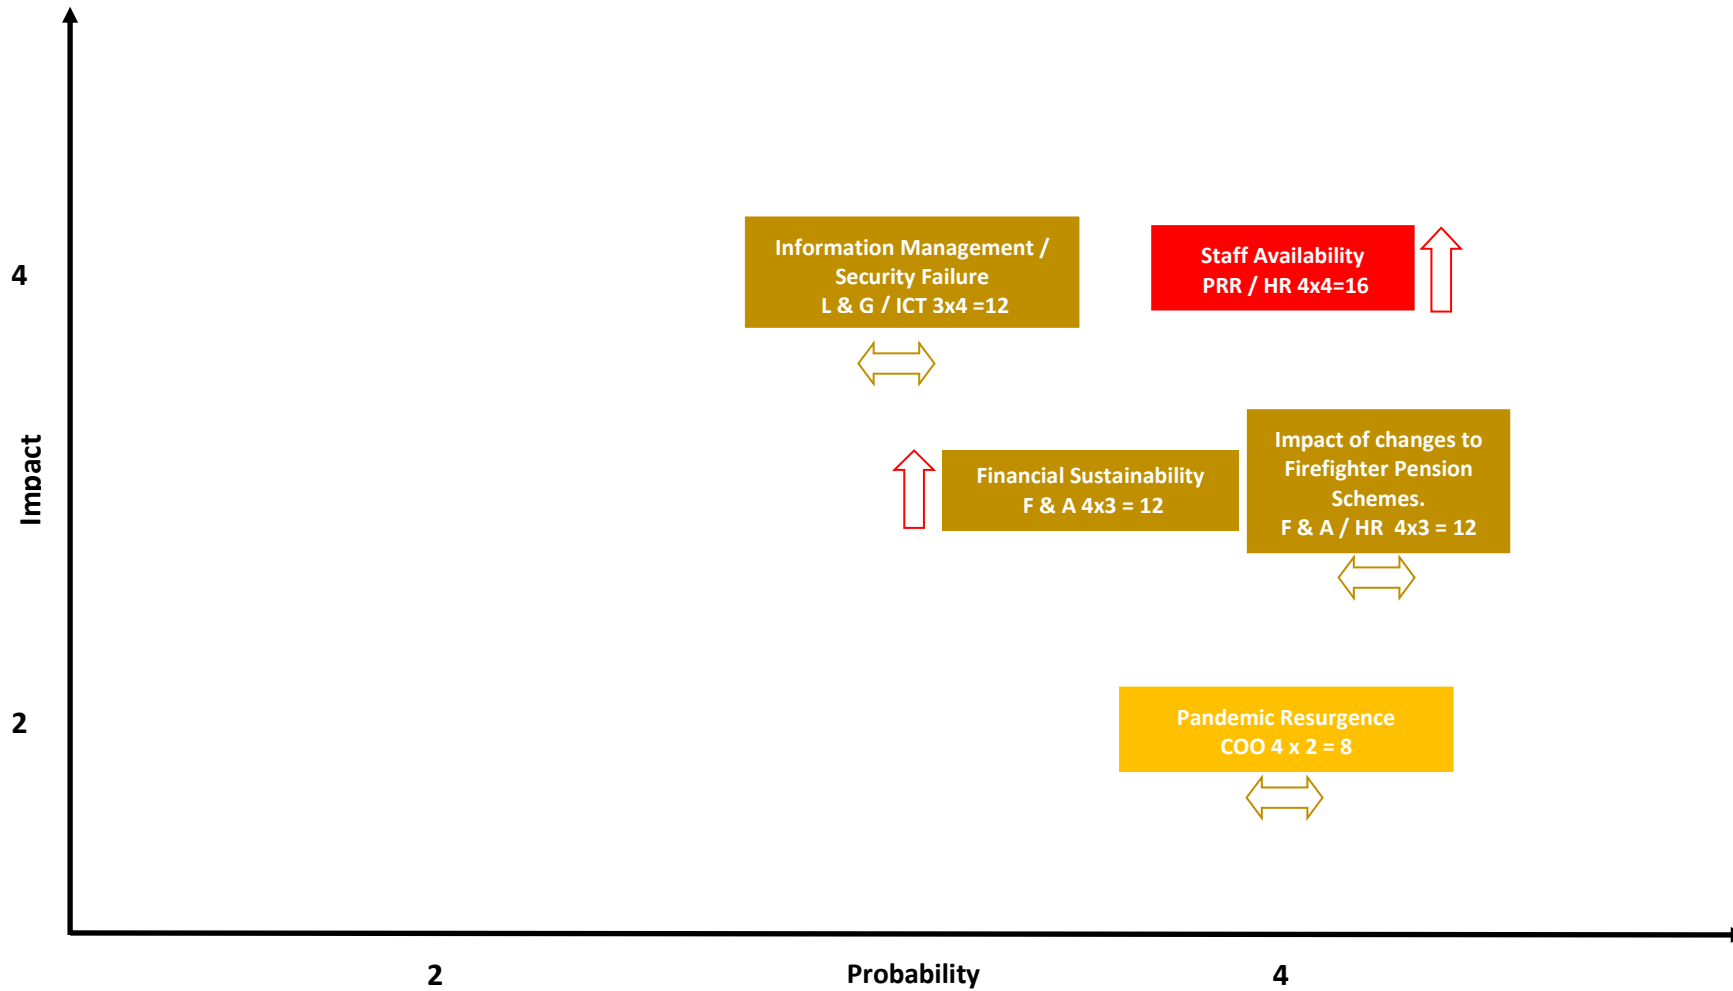 Information Management /
Security Failure
L & G / ICT 3x4 =12
Staff Availability
PRR / HR 4x4=16
4
Impact
Financial Sustainability
F & A 4x3 = 12
Impact of changes to
Firefighter Pension
Schemes.
F & A / HR 4x3 = 12
2
Pandemic Resurgence
COO 4 x 2 = 8
2
Probability
4